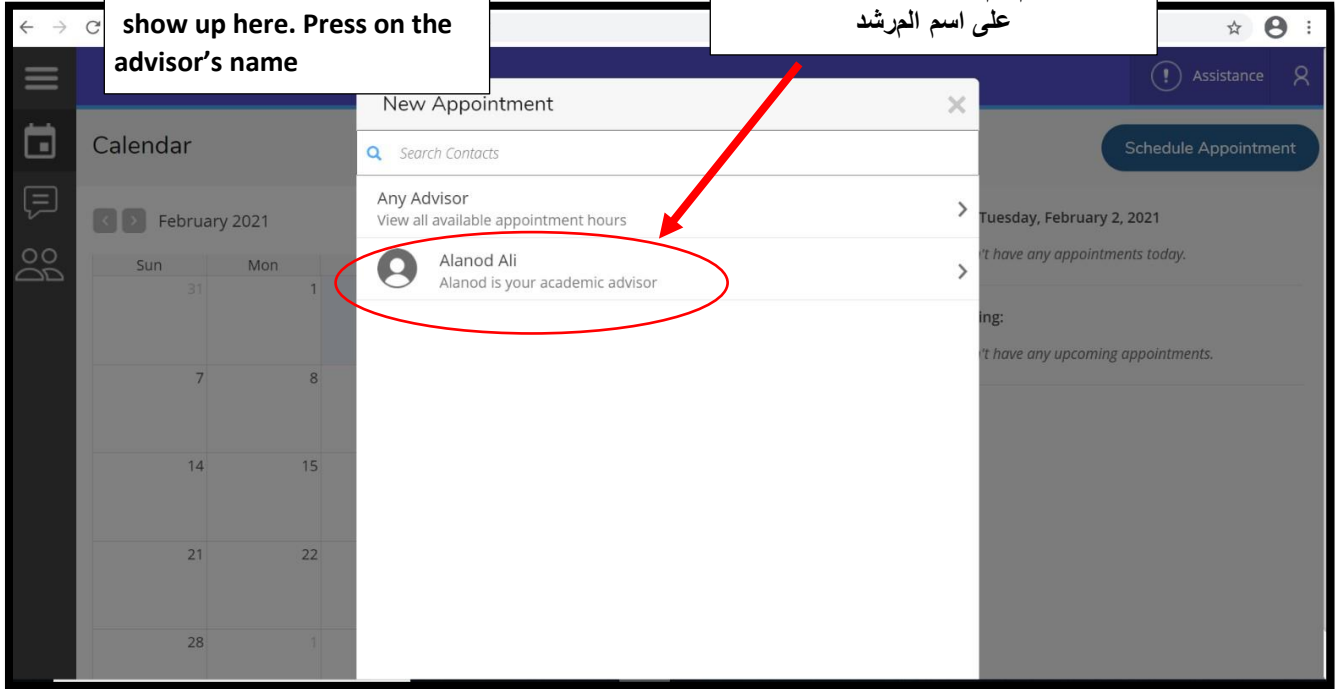 show up here. Press on the
advisor's name
على اسم المرشد
Assistance
New Appointment
Calendar
Search Contacts
Schedule Appointment
Any Advisor
View all available appointment hours
February 2021
Tuesday, February 2, 2021
't have any appointments today.
Alanod Ali
Alanod is your academic advisor
Sun Mon
31 1
ing:
't have any upcoming appointments.
7 8
14 15
21 22
28 1